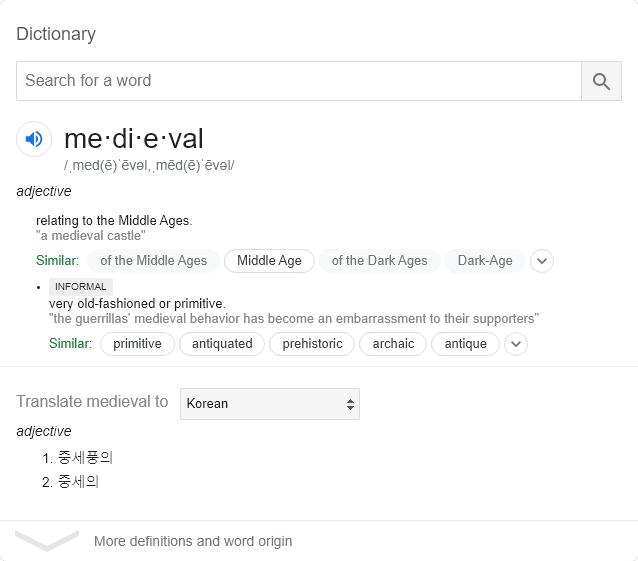 Dictionary
Search for a word
me·di·e·val
/ˌmed(ē)ˈēvəl,ˌmēd(ē)ˈēvəl/
adjective
relating to the Middle Ages.
"a medieval castle"
Similar: of the Middle Ages Middle Age of the Dark Ages Dark-Age
• INFORMAL
very old-fashioned or primitive.
"the guerrillas' medieval behavior has become an embarrassment to their supporters"
Similar: primitive antiquated prehistoric archaic antique
Translate medieval to Korean
adjective
1. 중세풍의
2. 중세의
More definitions and word origin